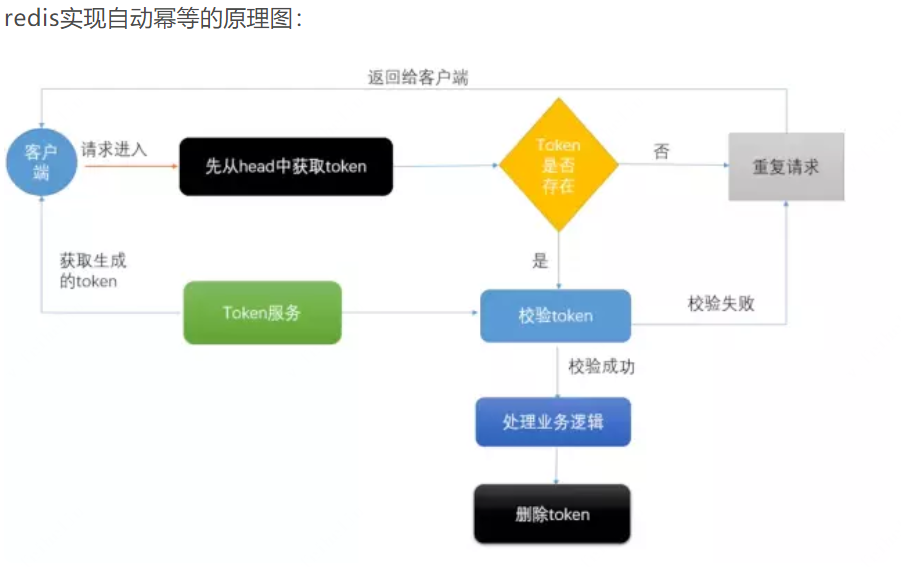 redis实现自动幂等的原理图：
返回给客户端
客户
端
请求进入
先从head中获取token
Token
是否
存在
否
重复请求
获取生成
的token
是
Token服务
校验token
校验失败
校验成功
处理业务逻辑
删除token